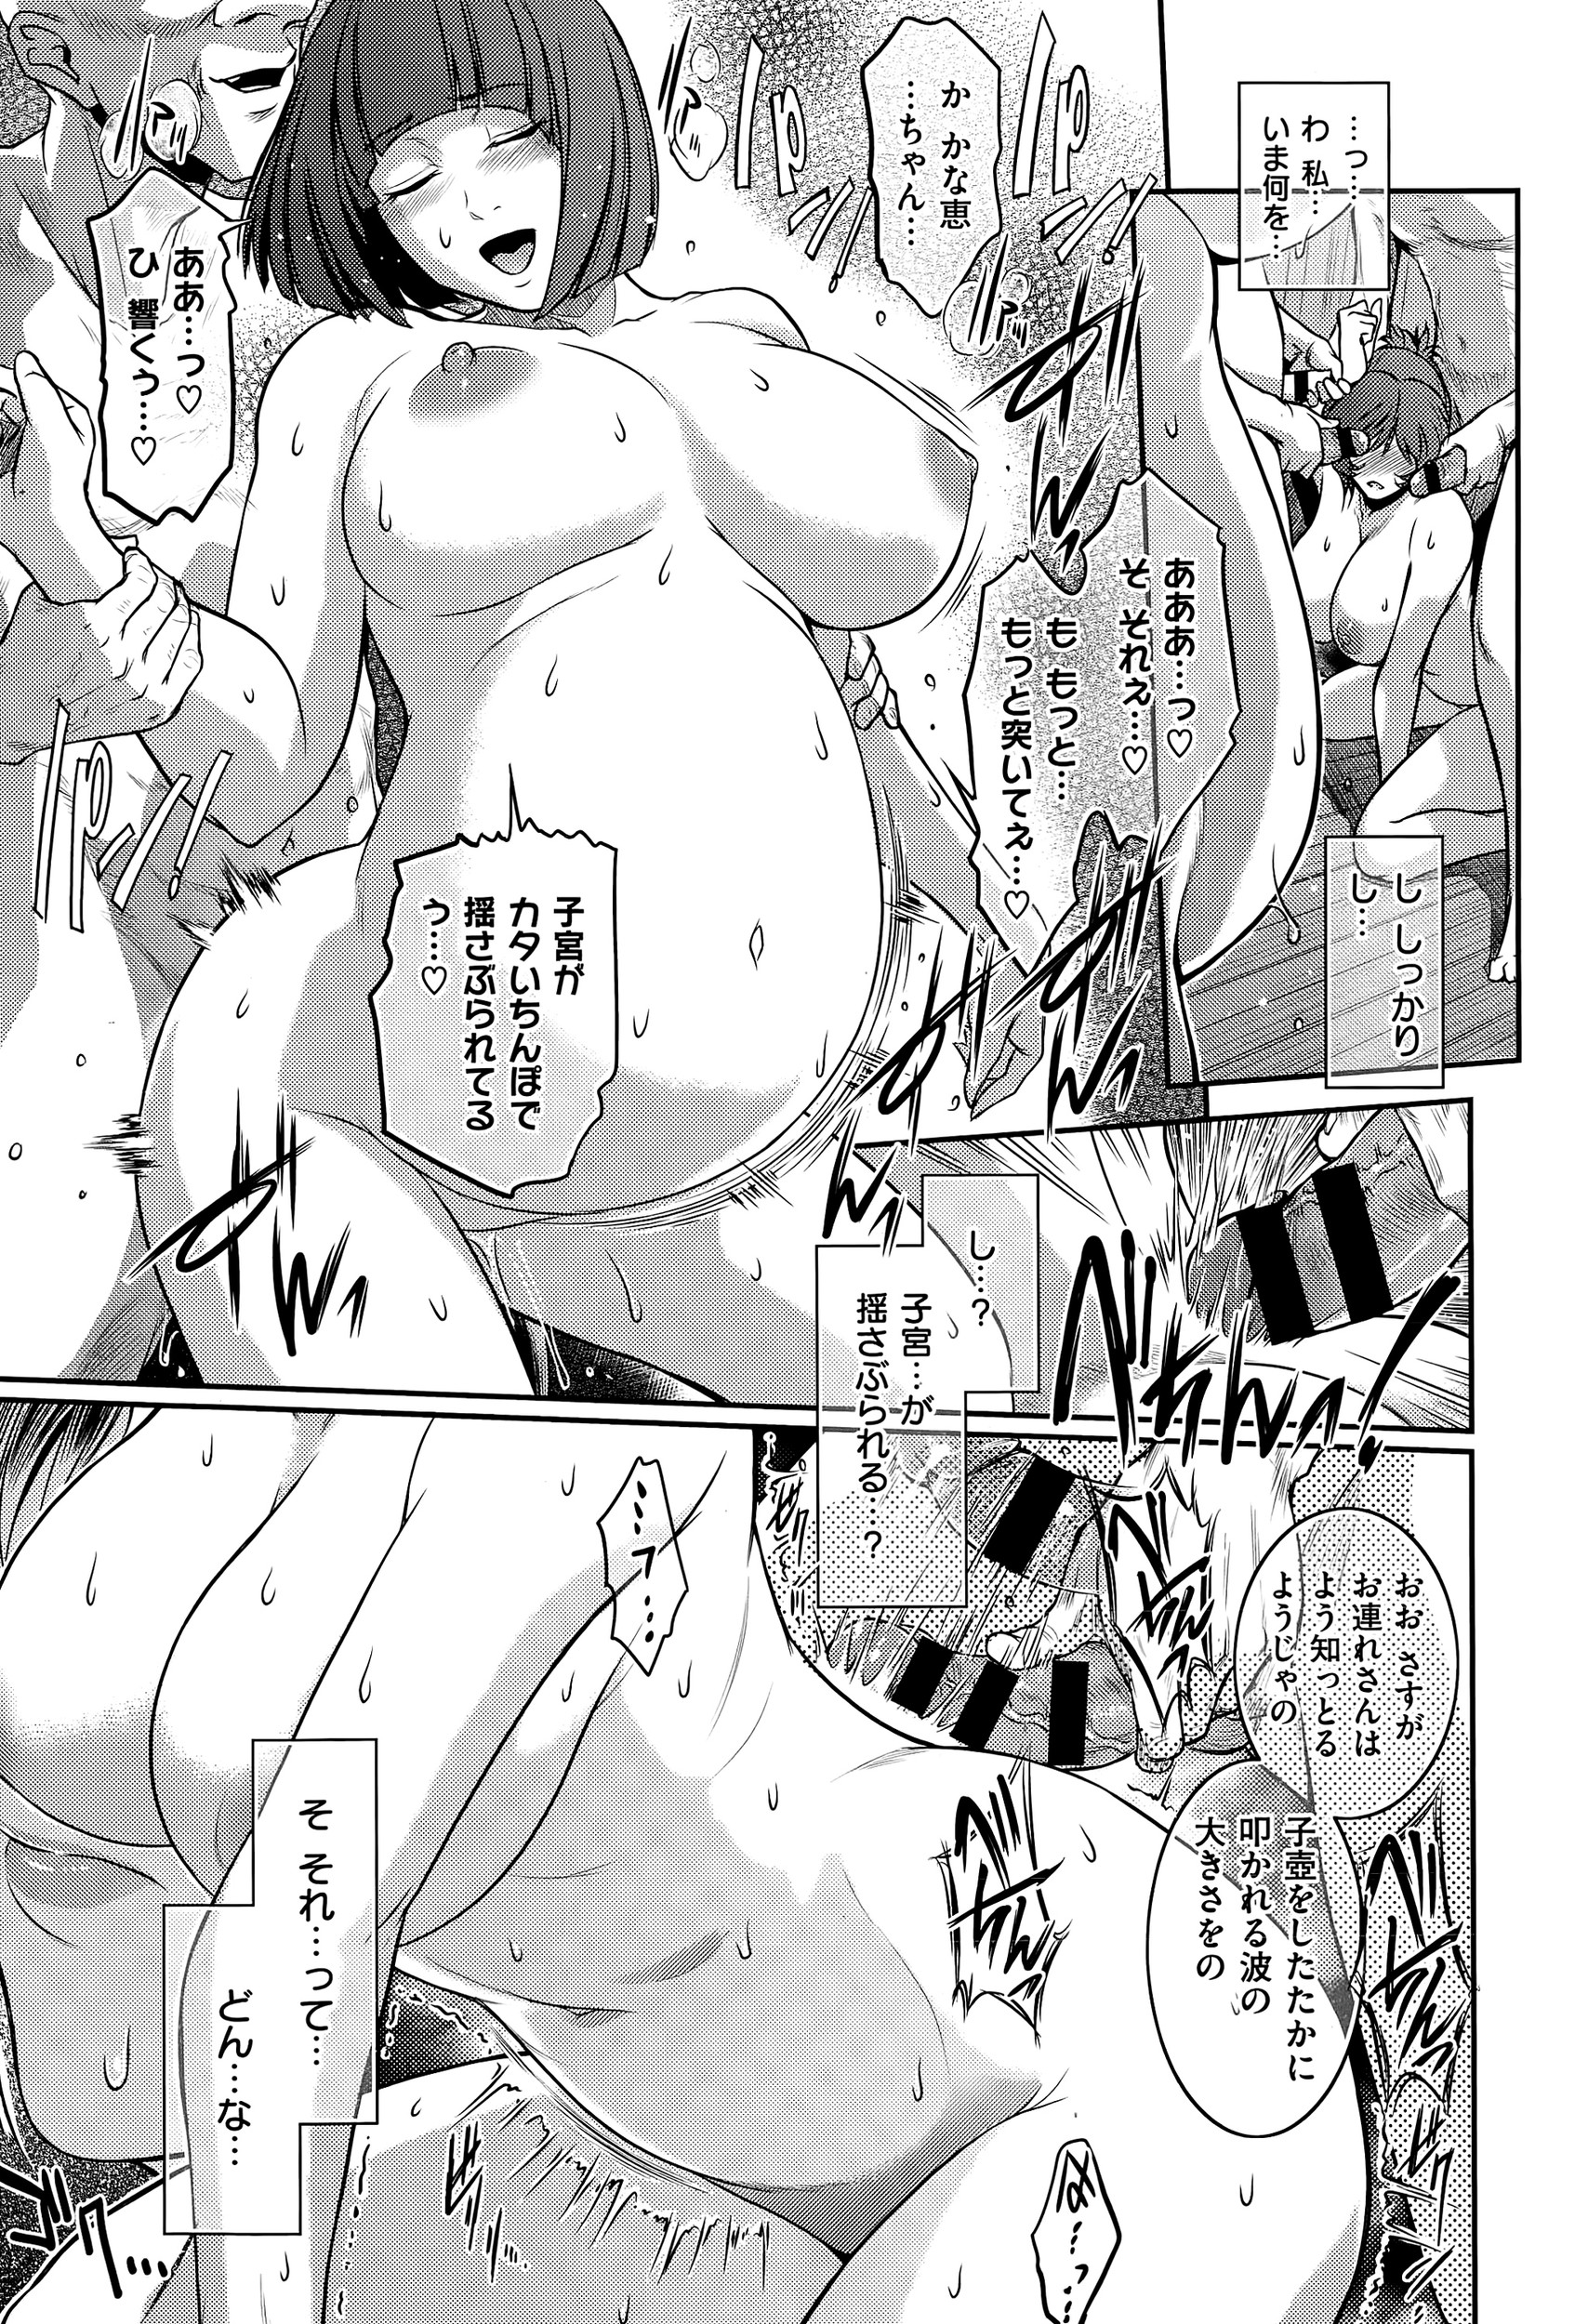 …っ…
わ 私…
いま何を…
し しっかり
し…
か かな恵
…ちゃん…
あああ…っ♡
そ それぇ…♡
も もっと…
もっと突いてぇ…♡
ああ…っ♡
ひ 響くぅ…♡
子宮が
カタいちんぽで
揺さぶられてる
ぅ…♡
し…?
子宮…が
揺さぶられる…?
おお さすが
お連れさんは
よう知っとる
ようじゃの
子壺をしたたかに
叩かれる波の
大きさをの
そ それ…って…
どん…な…